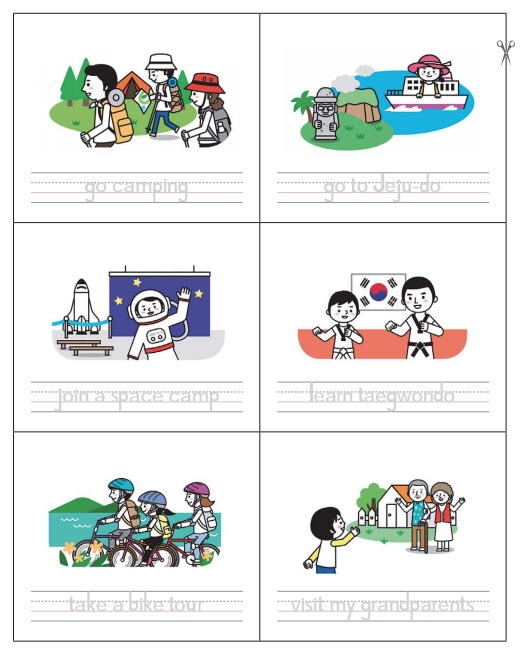 go camping
go to Jeju-do
join a space camp
learn taegwondo
take a bike tour
visit my grandparents